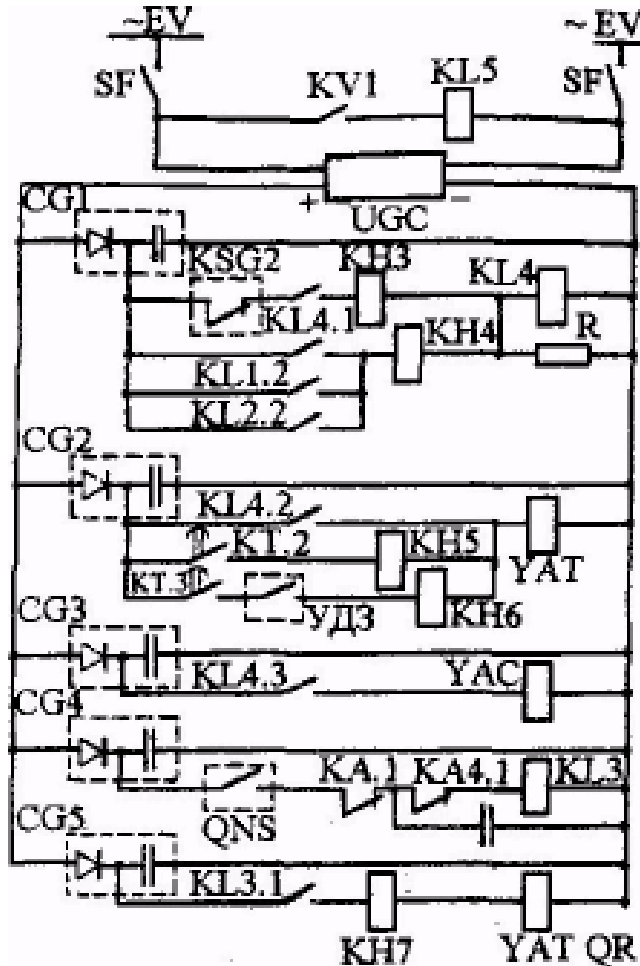 ~EV
~ EV
SF
KV1
KL5
SF
+
−
UGC
CG1
KSG2
KH3
KL4
KL4.1
KH4
R
KL1.2
KL2.2
CG2
KL4.2
KT.2
KH5
YAT
KT.3
УДЗ
KH6
CG3
KL4.3
YAC
CG4
KA.1
KA4.1
KL3
QNS
CG5
KL3.1
KH7
YAT QR